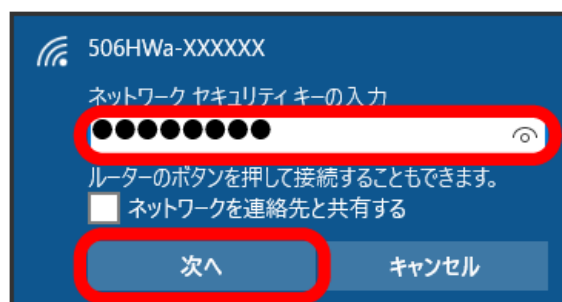 506HWa-XXXXXX
ネットワーク セキュリティ キーの入力
●●●●●●●●
ルーターのボタンを押して接続することもできます。
ネットワークを連絡先と共有する
次へ キャンセル